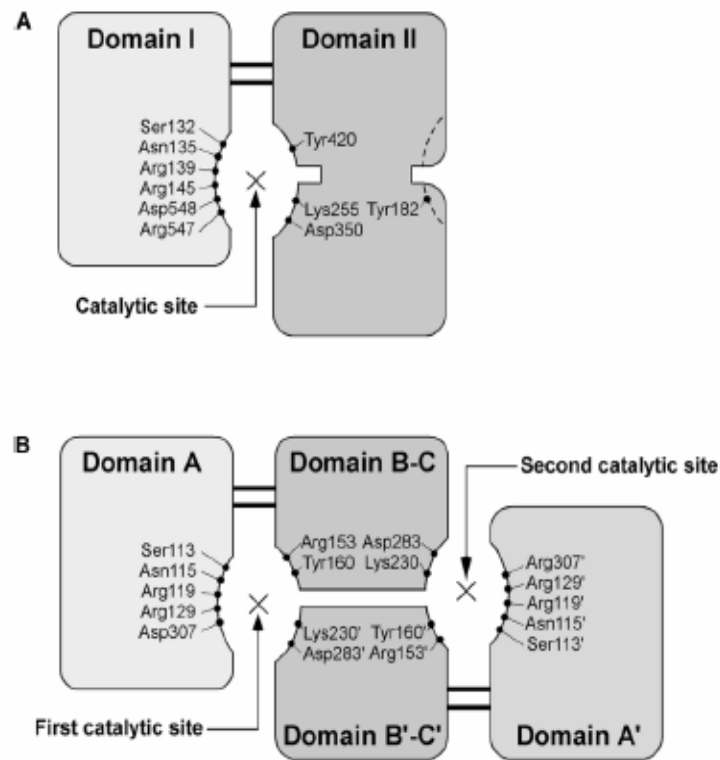 A
Domain I
Domain II
Ser132
Asn135
Arg139
Arg145
Asp548
Arg547
Tyr420
Lys255 Tyr182
Asp350
Catalytic site
B
Domain A
Domain B-C
Second catalytic site
Ser113
Asn115
Arg119
Arg129
Asp307
Arg153 Asp283
Tyr160 Lys230
Arg307'
Arg129'
Arg119'
Asn115'
Ser113'
Lys230' Tyr160'
Asp283' Arg153'
First catalytic site
Domain B'-C'
Domain A'